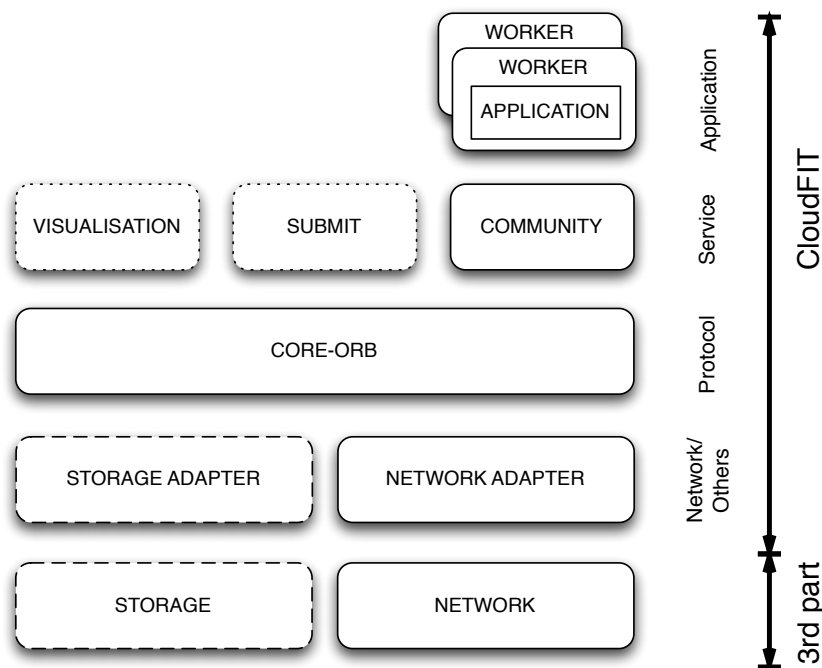 WORKER
WORKER
APPLICATION
Application
VISUALISATION
SUBMIT
COMMUNITY
Service
CloudFIT
CORE-ORB
Protocol
STORAGE ADAPTER
NETWORK ADAPTER
Network/
Others
STORAGE
NETWORK
3rd part